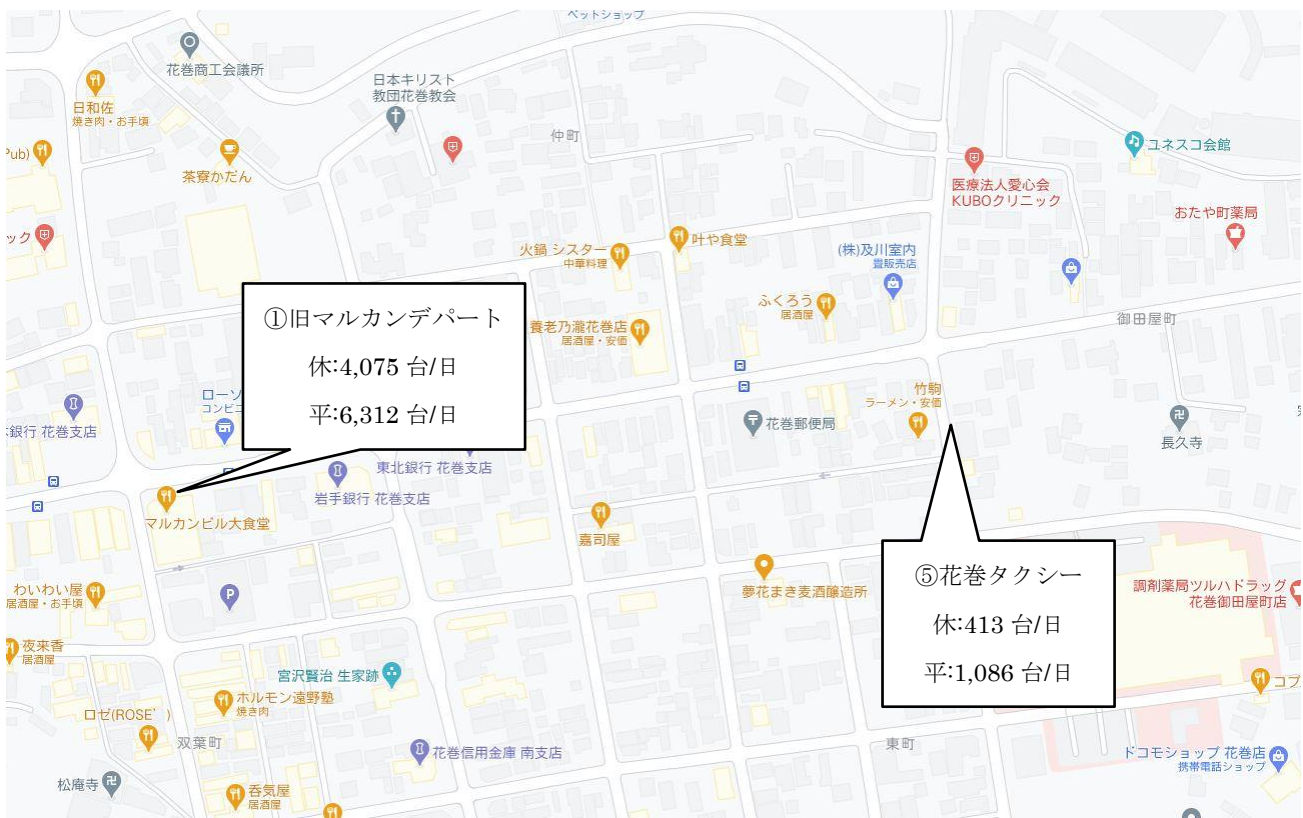 ペットショップ
花巻商工会議所
日和佐
焼き肉・お手頃
日本キリスト
教団花巻教会
仲町
Pub)
茶寮かだん
ユネスコ会館
医療法人愛心会
KUBOクリニック
おたや町薬局
ック
火鍋 シスター
中華料理
叶や食堂
(株)及川室内
畳販売店
ふくろう
居酒屋
御田屋町
養老乃瀧花巻店
居酒屋・安価
①旧マルカンデパート
休:4,075 台/日
平:6,312 台/日
ローソ
コンビニ
銀行 花巻支店
竹駒
ラーメン・安価
花巻郵便局
長久寺
東北銀行 花巻支店
岩手銀行 花巻支店
マルカンビル大食堂
嘉司屋
⑤花巻タクシー
休:413 台/日
平:1,086 台/日
夢花まき麦酒醸造所
調剤薬局ツルハドラッグ
花巻御田屋町店
わいわい屋
居酒屋・お手頃
P
夜来香
居酒屋
宮沢賢治 生家跡
ホルモン遠野塾
焼き肉
コプ
ロゼ(ROSE’)
双葉町
花巻信用金庫 南支店
東町
ドコモショップ 花巻店
携帯電話ショップ
松庵寺
呑気屋
居酒屋